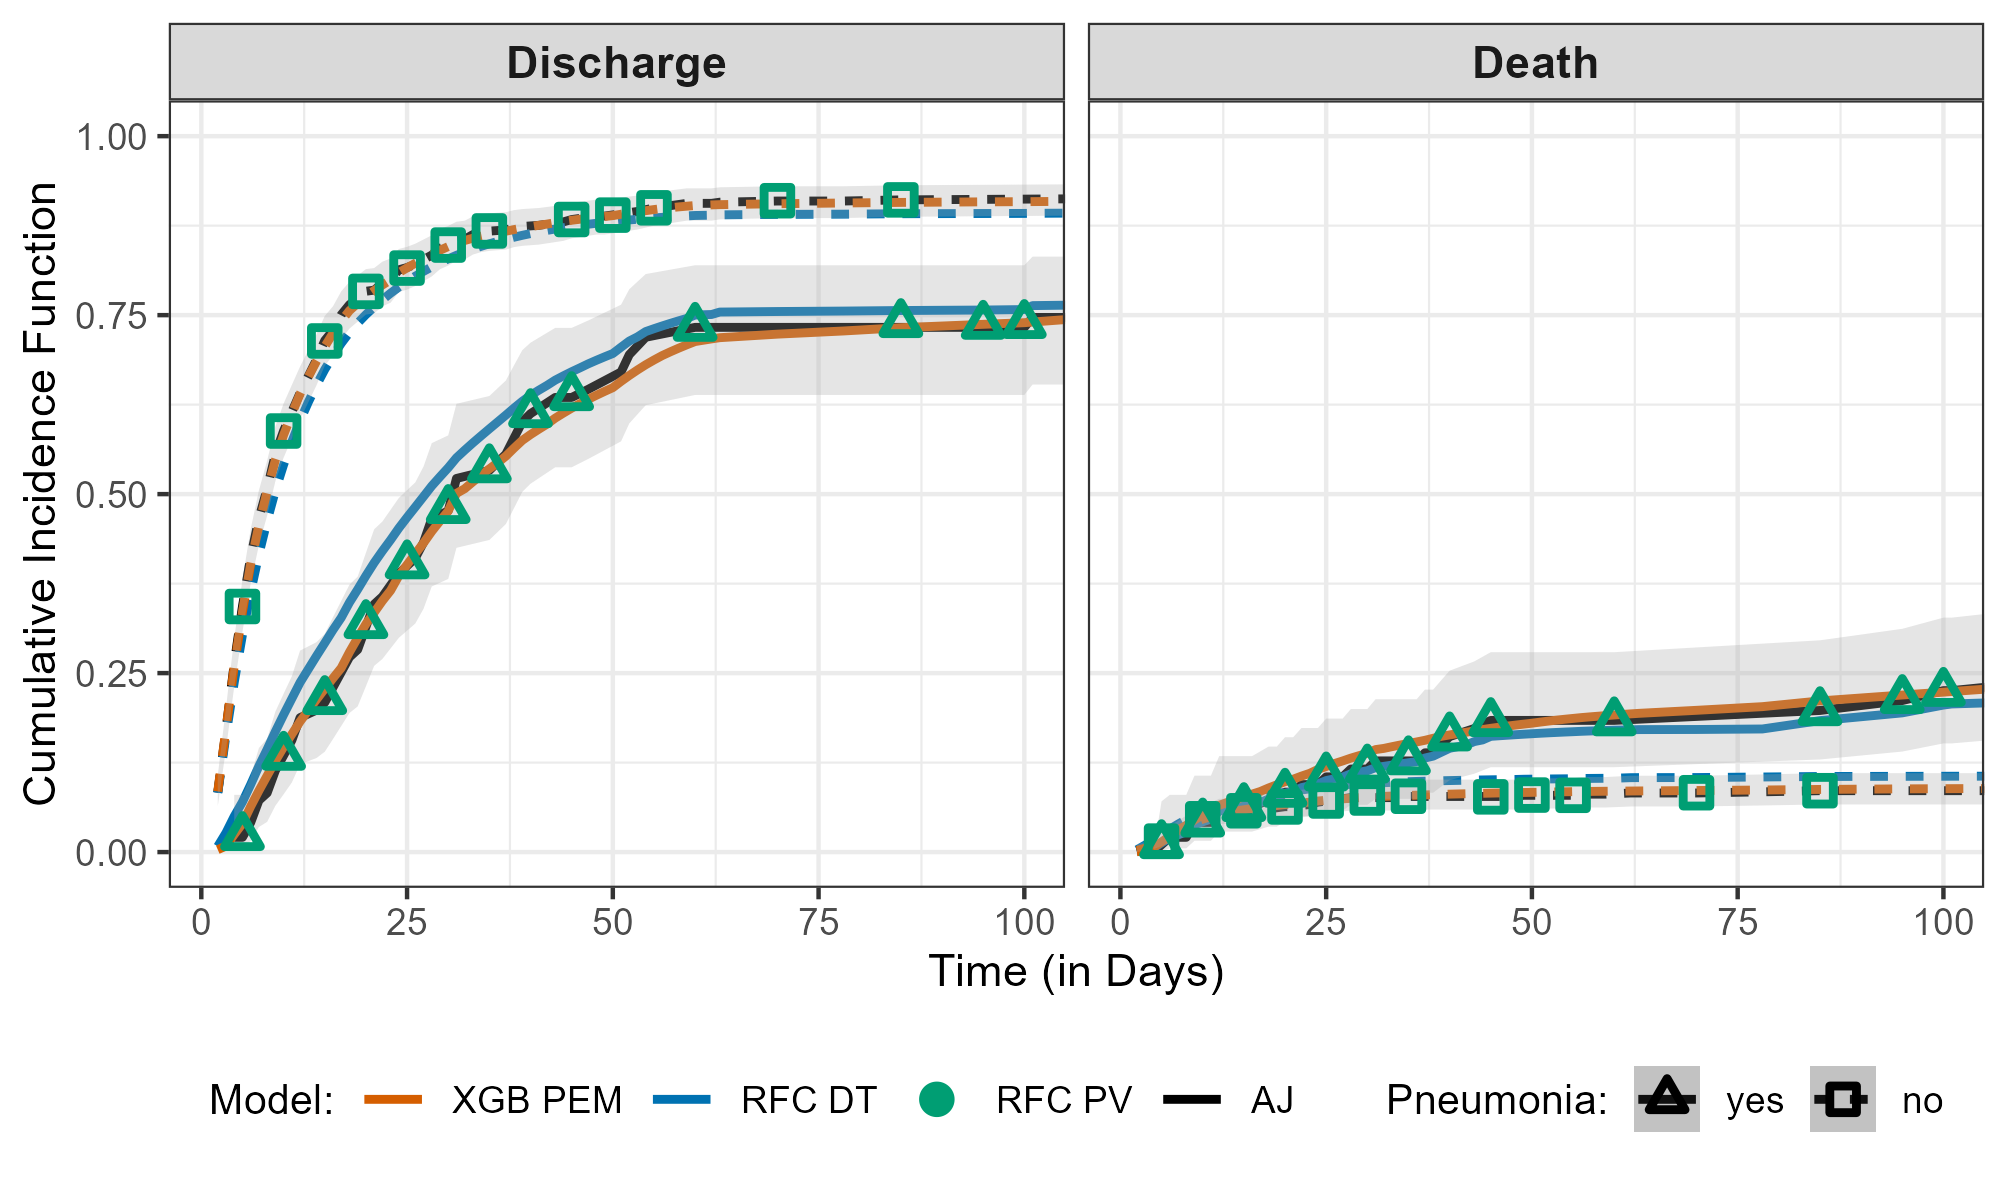 Discharge Death
Cumulative Incidence Function
1.00
0.75
0.50
0.25
0.00
0 25 50 75 100 0 25 50 75 100
Time (in Days)
Model: XGB PEM RFC DT RFC PV AJ Pneumonia: yes no